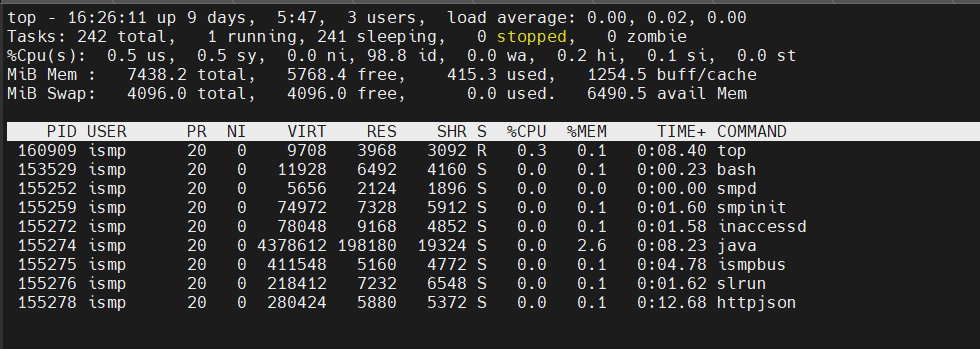 top - 16:26:11 up 9 days,  5:47,  3 users,  load average: 0.00, 0.02, 0.00
Tasks: 242 total,   1 running, 241 sleeping,   0 stopped,   0 zombie
%Cpu(s):  0.5 us,  0.5 sy,  0.0 ni, 98.8 id,  0.0 wa,  0.2 hi,  0.1 si,  0.0 st
MiB Mem :   7438.2 total,   5768.4 free,    415.3 used,   1254.5 buff/cache
MiB Swap:   4096.0 total,   4096.0 free,      0.0 used.   6490.5 avail Mem
PID USER      PR  NI    VIRT    RES    SHR S  %CPU  %MEM     TIME+ COMMAND
160909 ismp      20   0    9708   3968   3092 R   0.3   0.1   0:08.40 top
153529 ismp      20   0   11928   6492   4160 S   0.0   0.1   0:00.23 bash
155252 ismp      20   0    5656   2124   1896 S   0.0   0.0   0:00.00 smpd
155259 ismp      20   0   74972   7328   5912 S   0.0   0.1   0:01.60 smpinit
155272 ismp      20   0   78048   9168   4852 S   0.0   0.1   0:01.58 inaccessd
155274 ismp      20   0 4378612 198180  19324 S   0.0   2.6   0:08.23 java
155275 ismp      20   0  411548   5160   4772 S   0.0   0.1   0:04.78 ismpbus
155276 ismp      20   0  218412   7232   6548 S   0.0   0.1   0:01.62 slrun
155278 ismp      20   0  280424   5880   5372 S   0.0   0.1   0:12.68 httpjson